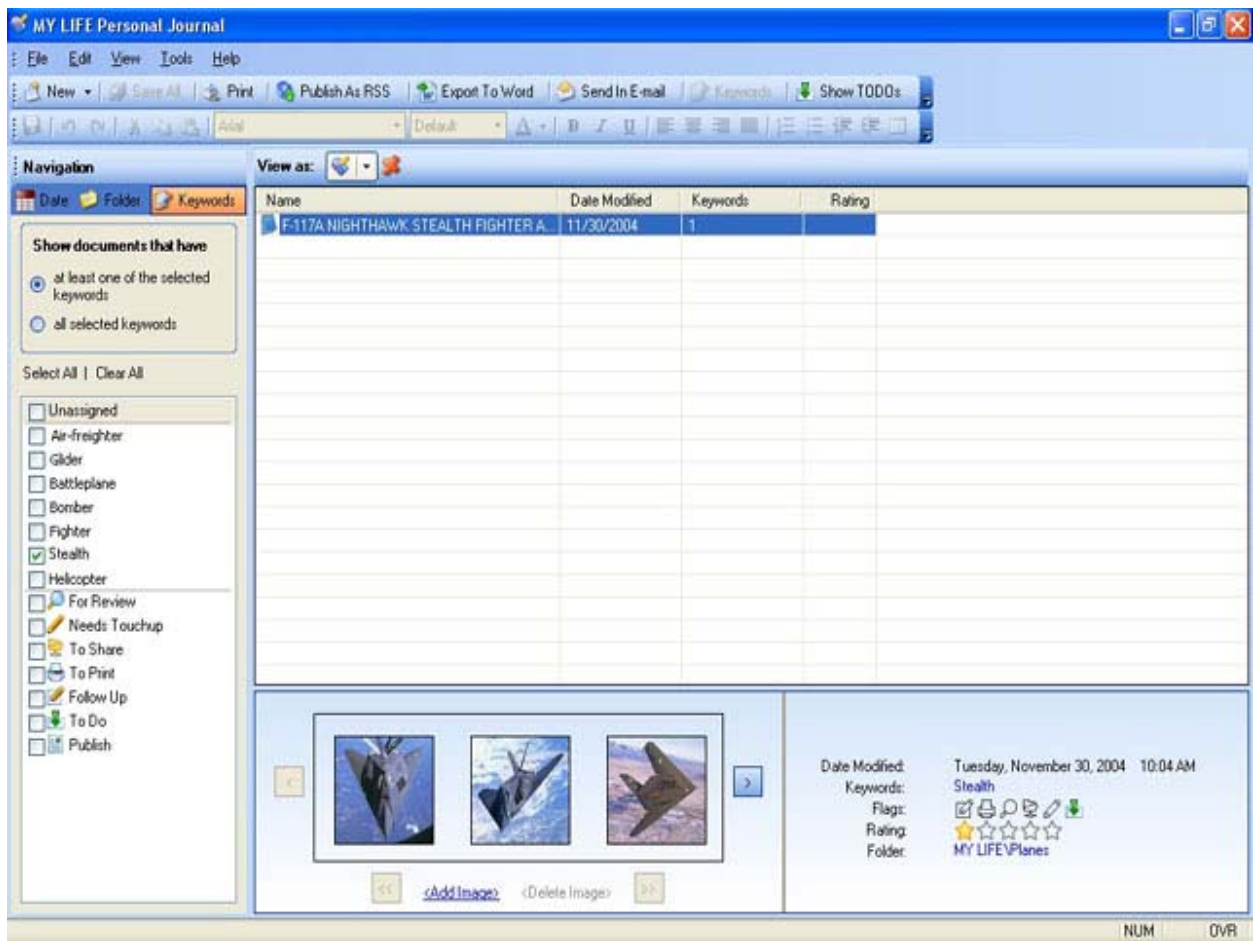 MY LIFE Personal Journal
File Edit View Tools Help
New Save All Print Publish As RSS Export To Word Send In E-mail Keywords Show TODOs
Arial Default A B I U
Navigation View as:
Date Folder Keywords
Name Date Modified Keywords Rating
F-117A NIGHTHAWK STEALTH FIGHTER A... 11/30/2004 1
Show documents that have
at least one of the selected
keywords
all selected keywords
Select All | Clear All
Unassigned
Air-freighter
Glider
Battleplane
Bomber
Fighter
Stealth
Helicopter
For Review
Needs Touchup
To Share
To Print
Follow Up
To Do
Publish
< >
<< <Add Image> <Delete Image> >>
Date Modified: Tuesday, November 30, 2004 10:04 AM
Keywords: Stealth
Flags:
Rating:
Folder: MY LIFE\Planes
NUM OVR